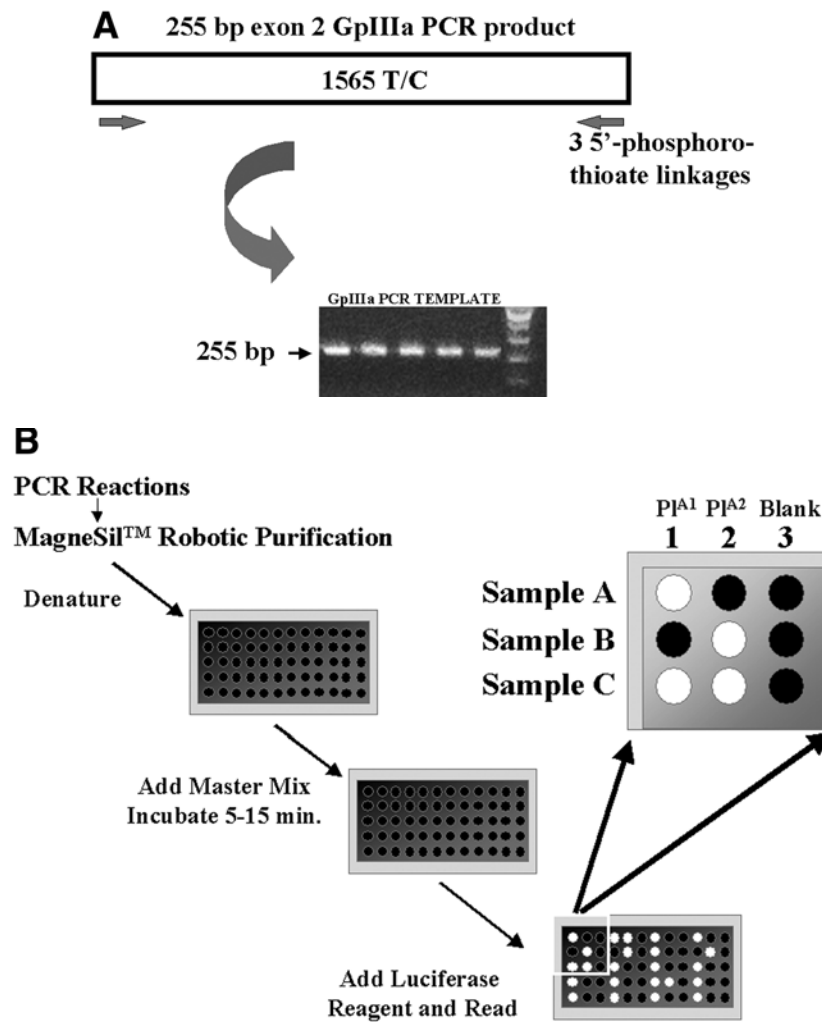 A
255 bp exon 2 GpIIIa PCR product
1565 T/C
3 5'-phosphoro-
thioate linkages
GpIIIa PCR TEMPLATE
255 bp
B
PCR Reactions
MagneSil™ Robotic Purification
Denature
Add Master Mix
Incubate 5-15 min.
Add Luciferase
Reagent and Read
Pl^A1 Pl^A2 Blank
1 2 3
Sample A
Sample B
Sample C